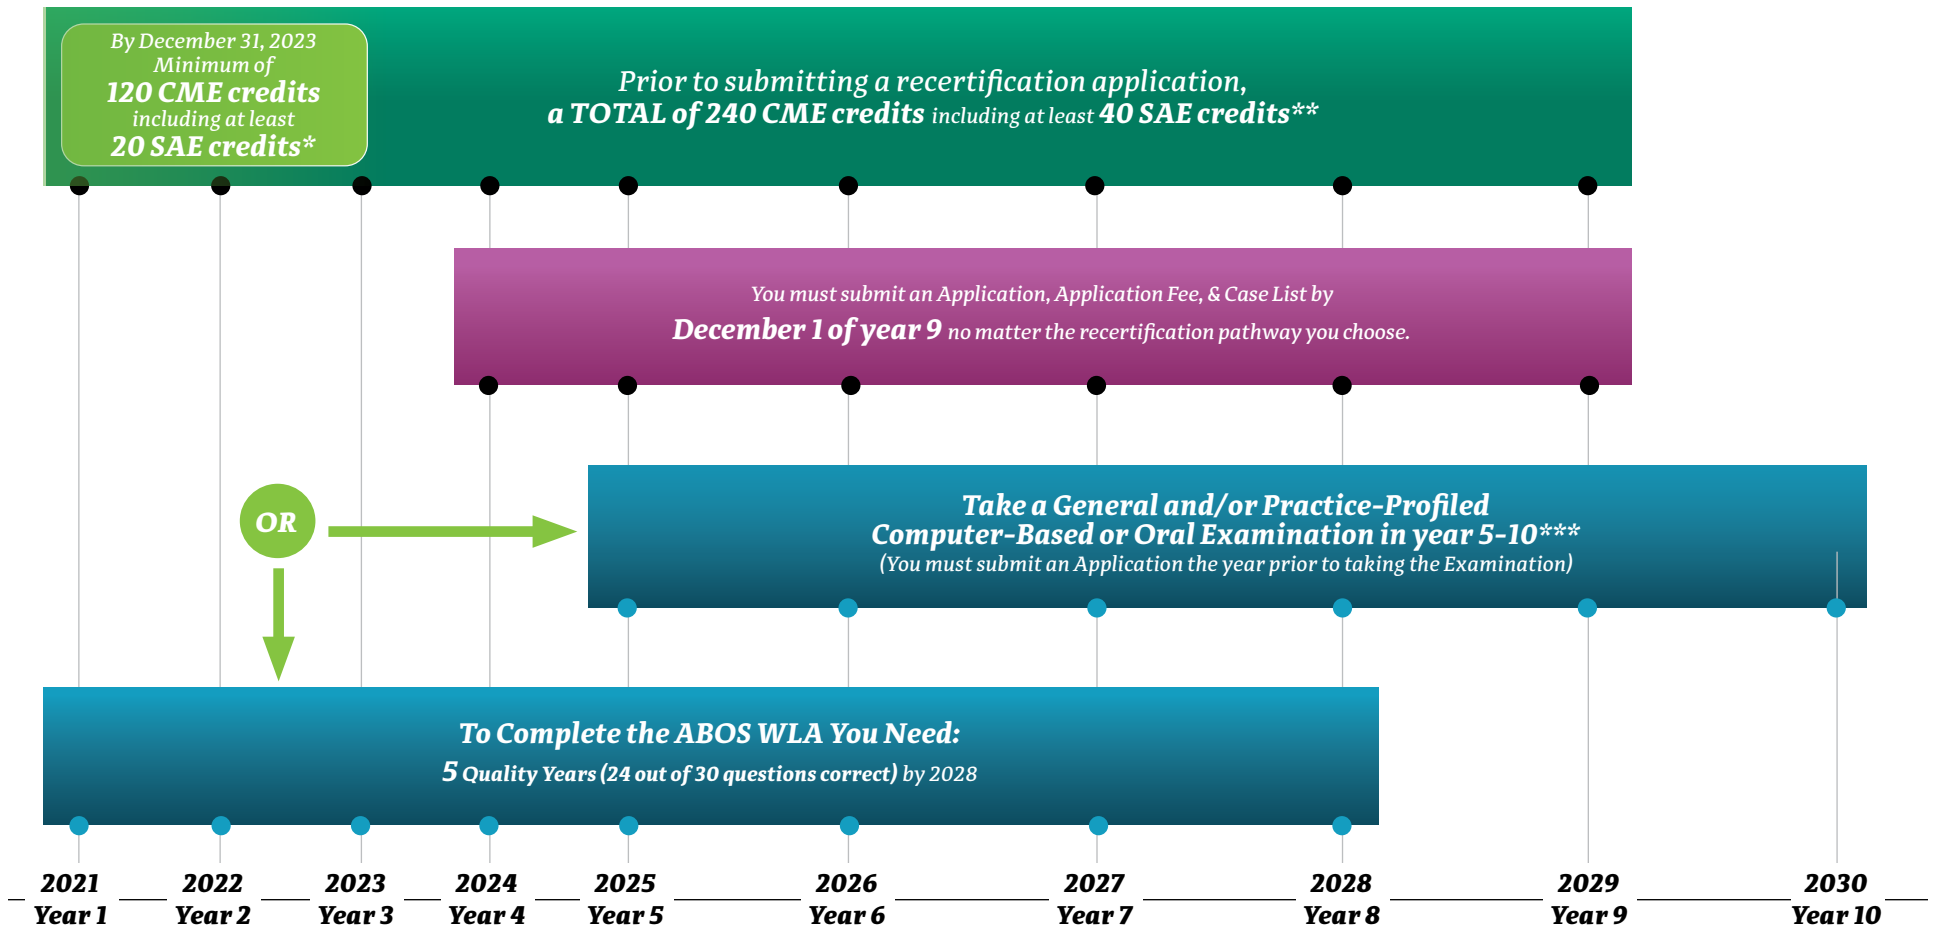 By December 31, 2023
Minimum of
120 CME credits
including at least
20 SAE credits*
Prior to submitting a recertification application,
a TOTAL of 240 CME credits including at least 40 SAE credits**
You must submit an Application, Application Fee, & Case List by
December 1 of year 9 no matter the recertification pathway you choose.
OR
Take a General and/or Practice-Profiled
Computer-Based or Oral Examination in year 5-10***
(You must submit an Application the year prior to taking the Examination)
To Complete the ABOS WLA You Need:
5 Quality Years (24 out of 30 questions correct) by 2028
2021 2022 2023 2024 2025 2026 2027 2028 2029 2030
Year 1 Year 2 Year 3 Year 4 Year 5 Year 6 Year 7 Year 8 Year 9 Year 10